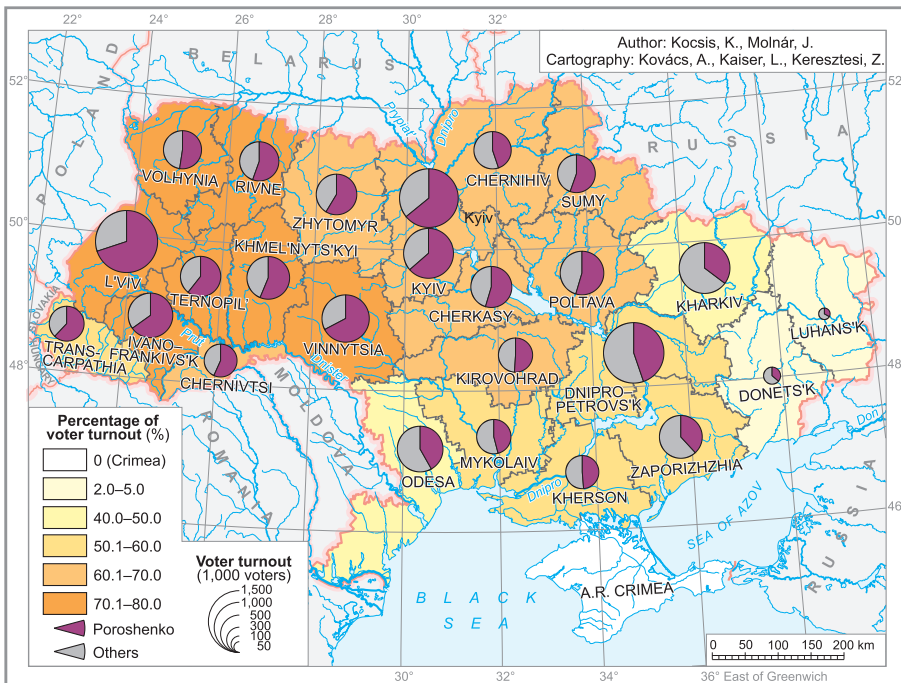 22°
24°
26°
28°
30°
32°
Author: Kocsis, K., Molnár, J.
Cartography: Kovács, A., Kaiser, L., Keresztesi, Z.
52°
50°
48°
46°
POLAND
BELARUS
RUSSIA
SLOVAKIA
HUNGARY
ROMANIA
MOLDOVA
RUSSIA
Prypiat'
Dnipro
VOLHYNIA
RIVNE
ZHYTOMYR
CHERNIHIV
SUMY
Kyiv
KHMEL'NYTS'KYI
L'VIV
TERNOPIL'
KYIV
CHERKASY
POLTAVA
KHARKIV
LUHANS'K
TRANS-
CARPATHIA
IVANO-
FRANKIVS'K
Prut
CHERNIVTSI
VINNYTSIA
Dnister
KIROVOHRAD
DNIPRO-
PETROVS'K
DONETS'K
Don
ODESA
MYKOLAIV
Dnipro
KHERSON
ZAPORIZHZHIA
SEA OF AZOV
A.R. CRIMEA
BLACK
SEA
Percentage of
voter turnout (%)
0 (Crimea)
2.0–5.0
40.0–50.0
50.1–60.0
60.1–70.0
70.1–80.0
Poroshenko
Others
Voter turnout
(1,000 voters)
1,500
1,000
500
300
100
50
0 50 100 150 200 km
30°
32°
34°
36° East of Greenwich